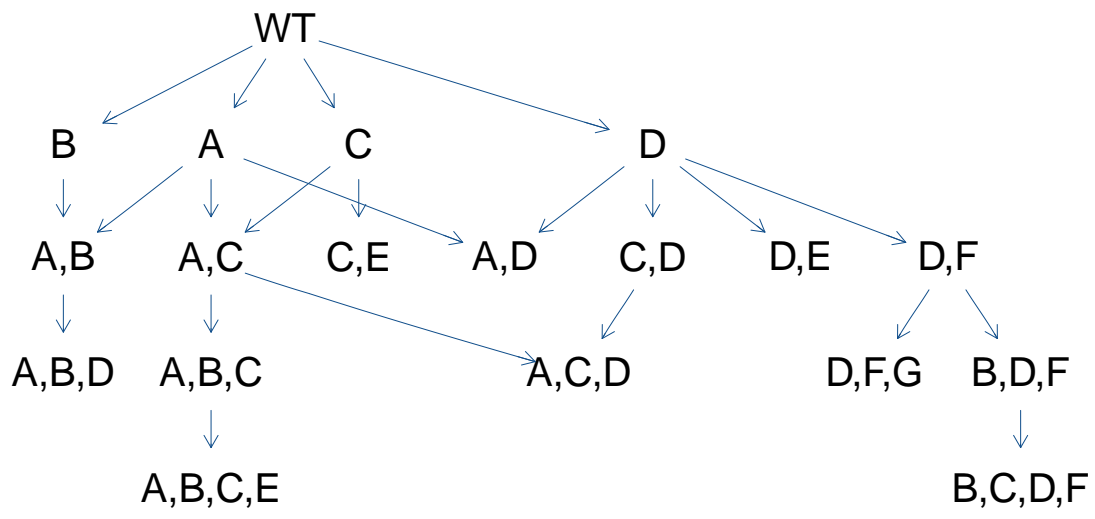 WT
B A C D
A,B A,C C,E A,D C,D D,E D,F
A,B,D A,B,C A,C,D D,F,G B,D,F
A,B,C,E B,C,D,F